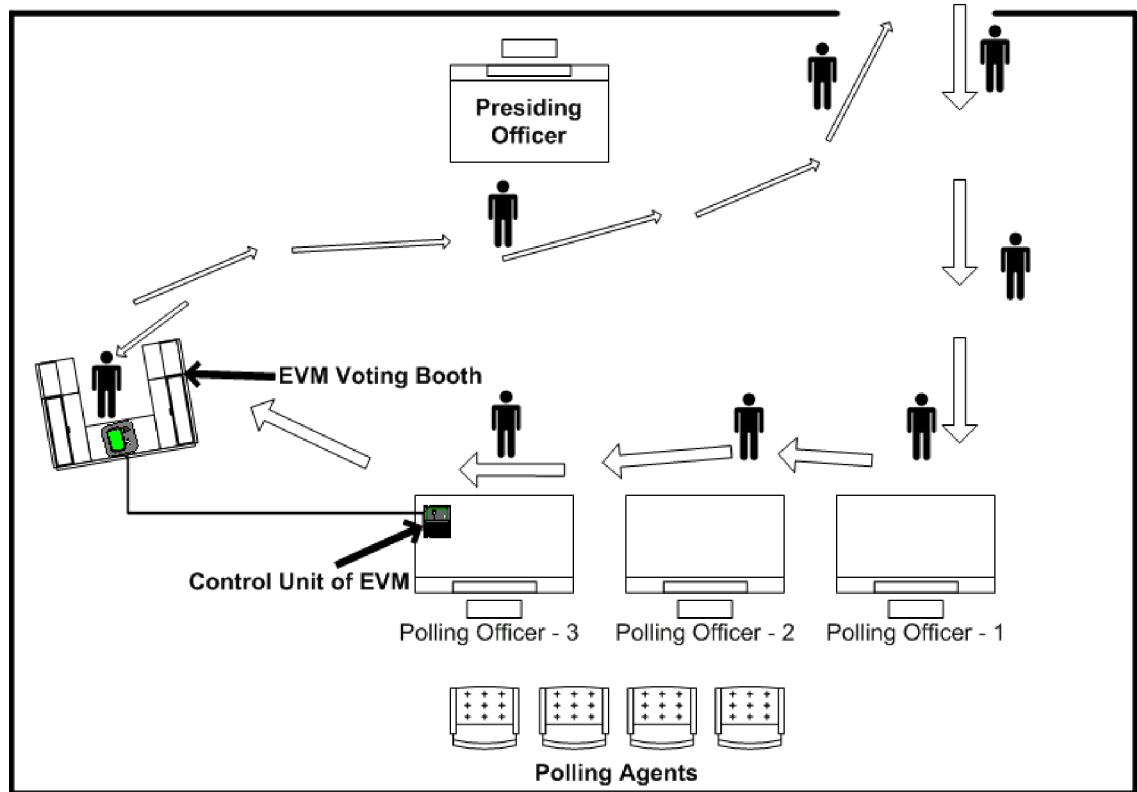 Presiding
Officer
EVM Voting Booth
Control Unit of EVM
Polling Officer - 3
Polling Officer - 2
Polling Officer - 1
Polling Agents